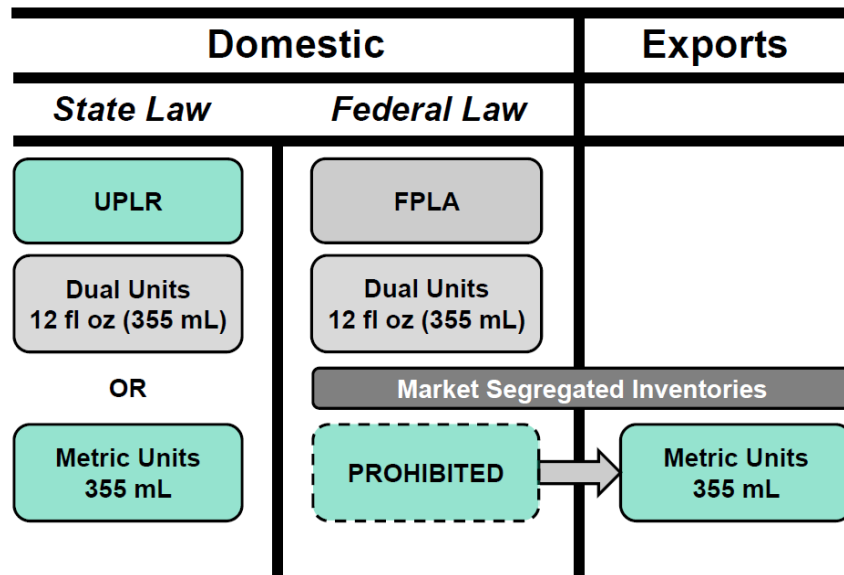 Domestic
Exports
State Law
Federal Law
UPLR
FPLA
Dual Units
12 fl oz (355 mL)
Dual Units
12 fl oz (355 mL)
OR
Market Segregated Inventories
Metric Units
355 mL
PROHIBITED
Metric Units
355 mL